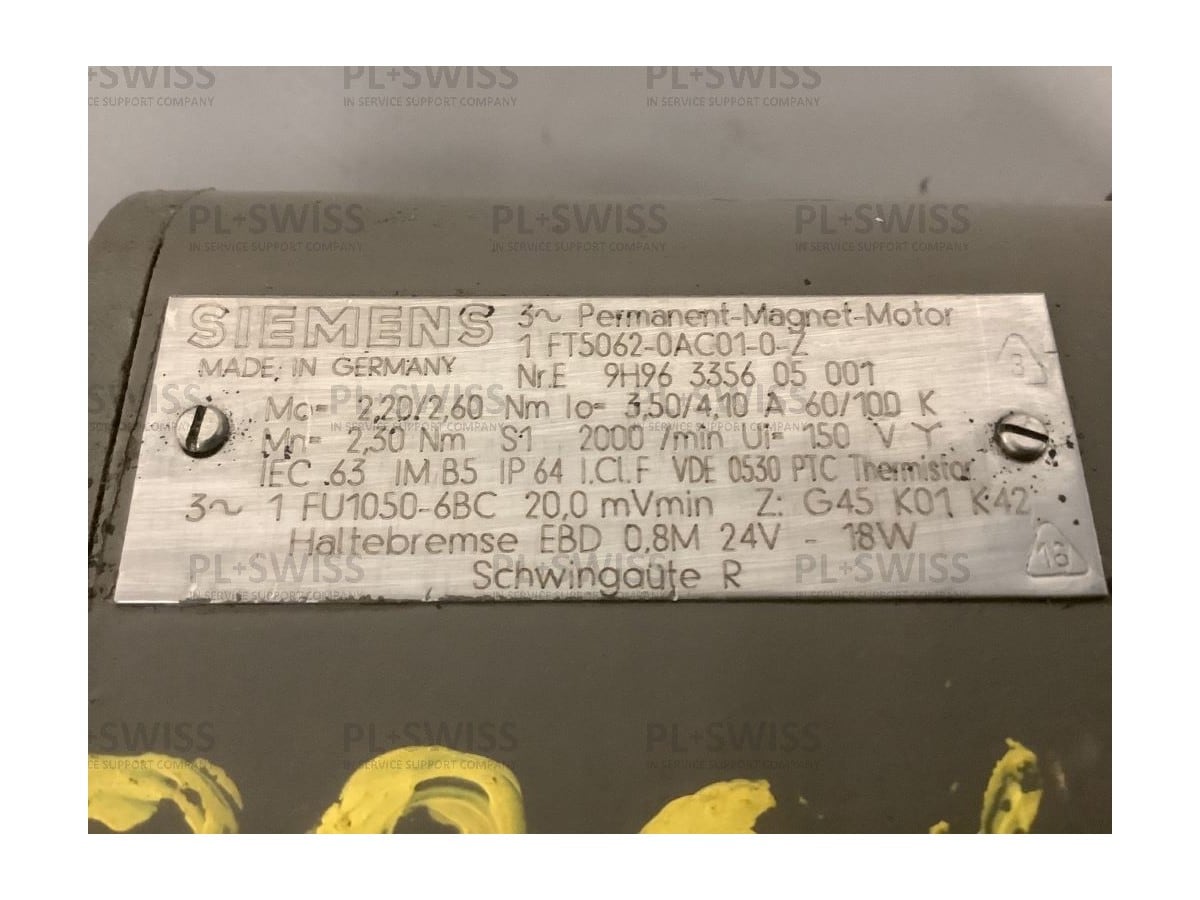 SIEMENS 3~ Permanent-Magnet-Motor
1 FT5062-0AC01-0-Z
MADE IN GERMANY Nr.E 9H96 3356 05 001
Mo= 2,20/2,60 Nm Io= 3,50/4,10 A 60/100 K
Mn= 2,30 Nm S1 2000 /min Ui= 150 V Y
IEC 63 IM B5 IP 64 I.Cl.F VDE 0530 PTC Thermistor
3~ 1 FU1050-6BC 20,0 mVmin Z: G45 K01 K42
Haltebremse EBD 0,8M 24V - 18W
Schwinggüte R
3
16
PL+SWISS
IN SERVICE SUPPORT COMPANY